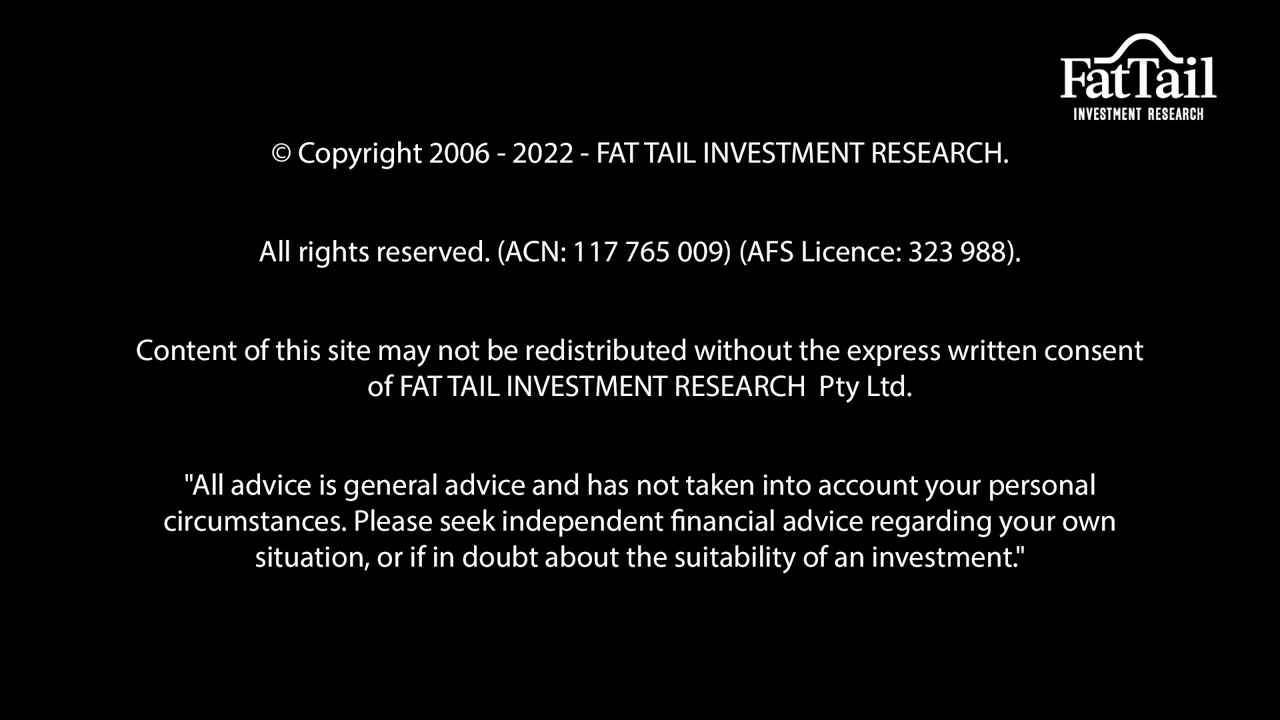 FatTail
INVESTMENT RESEARCH
© Copyright 2006 - 2022 - FAT TAIL INVESTMENT RESEARCH.
All rights reserved. (ACN: 117 765 009) (AFS Licence: 323 988).
Content of this site may not be redistributed without the express written consent
of FAT TAIL INVESTMENT RESEARCH  Pty Ltd.
"All advice is general advice and has not taken into account your personal
circumstances. Please seek independent financial advice regarding your own
situation, or if in doubt about the suitability of an investment."